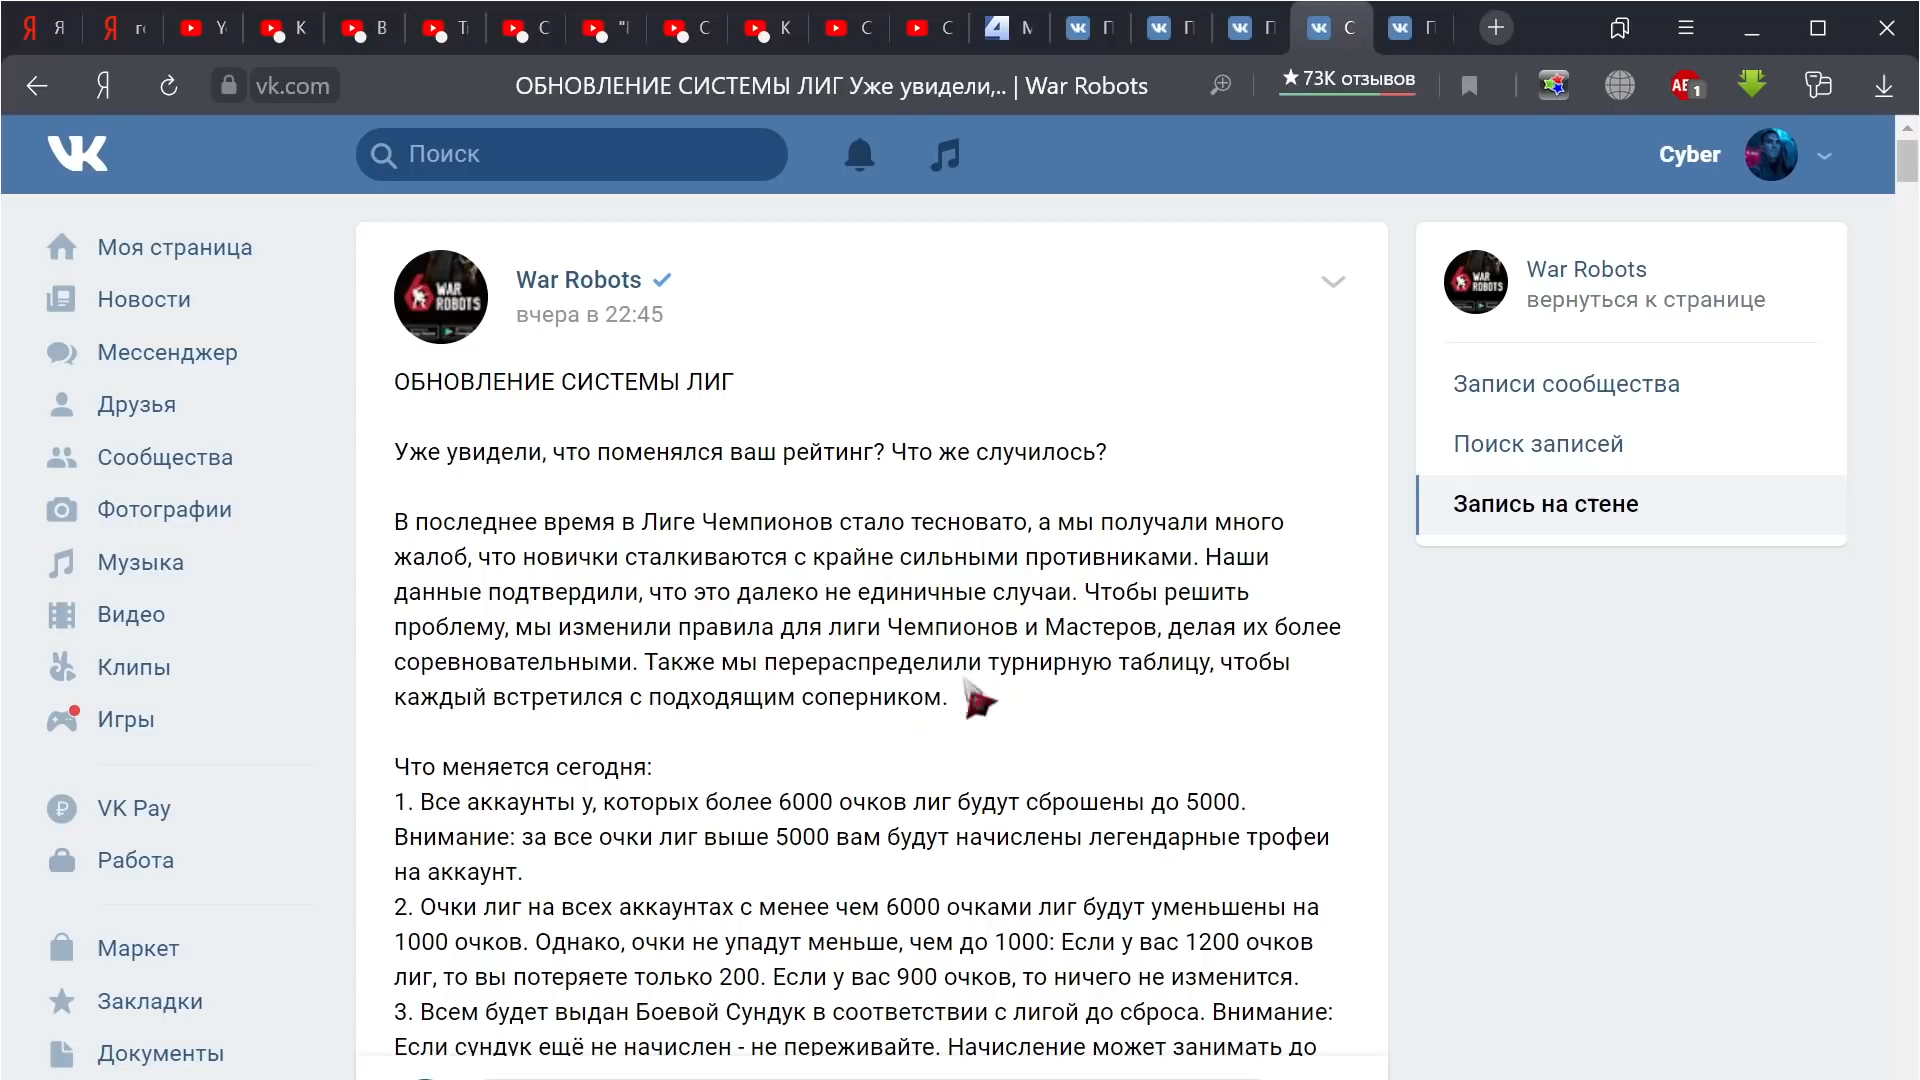 Я
vk.com
ОБНОВЛЕНИЕ СИСТЕМЫ ЛИГ Уже увидели,.. | War Robots
★ 73K отзывов
Поиск
Cyber
Моя страница
Новости
Мессенджер
Друзья
Сообщества
Фотографии
Музыка
Видео
Клипы
Игры
VK Pay
Работа
Маркет
Закладки
Документы
WAR ROBOTS
War Robots
вчера в 22:45
ОБНОВЛЕНИЕ СИСТЕМЫ ЛИГ
Уже увидели, что поменялся ваш рейтинг? Что же случилось?
В последнее время в Лиге Чемпионов стало тесновато, а мы получали много
жалоб, что новички сталкиваются с крайне сильными противниками. Наши
данные подтвердили, что это далеко не единичные случаи. Чтобы решить
проблему, мы изменили правила для лиги Чемпионов и Мастеров, делая их более
соревновательными. Также мы перераспределили турнирную таблицу, чтобы
каждый встретился с подходящим соперником.
Что меняется сегодня:
1. Все аккаунты у, которых более 6000 очков лиг будут сброшены до 5000.
Внимание: за все очки лиг выше 5000 вам будут начислены легендарные трофеи
на аккаунт.
2. Очки лиг на всех аккаунтах с менее чем 6000 очками лиг будут уменьшены на
1000 очков. Однако, очки не упадут меньше, чем до 1000: Если у вас 1200 очков
лиг, то вы потеряете только 200. Если у вас 900 очков, то ничего не изменится.
3. Всем будет выдан Боевой Сундук в соответствии с лигой до сброса. Внимание:
Если сундук ещё не начислен - не переживайте. Начисление может занимать до
WAR ROBOTS
War Robots
вернуться к странице
Записи сообщества
Поиск записей
Запись на стене